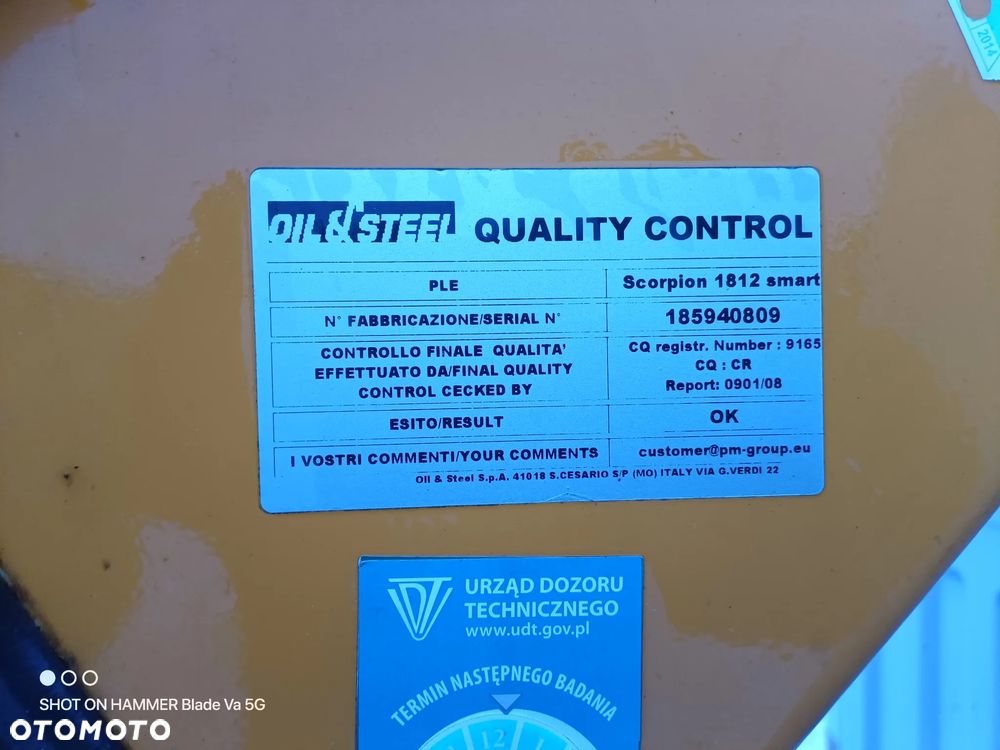 2014
OIL&STEEL QUALITY CONTROL
PLE Scorpion 1812 smart
N° FABBRICAZIONE/SERIAL N° 185940809
CONTROLLO FINALE QUALITA'
EFFETTUATO DA/FINAL QUALITY
CONTROL CECKED BY
CQ registr. Number : 9165
CQ : CR
Report: 0901/08
ESITO/RESULT OK
I VOSTRI COMMENTI/YOUR COMMENTS customer@pm-group.eu
Oil & Steel S.p.A. 41018 S.CESARIO S/P (MO) ITALY VIA G.VERDI 22
UDT URZĄD DOZORU
TECHNICZNEGO
www.udt.gov.pl
TERMIN NASTĘPNEGO BADANIA
11 12 1
SHOT ON HAMMER Blade Va 5G
OTOMOTO